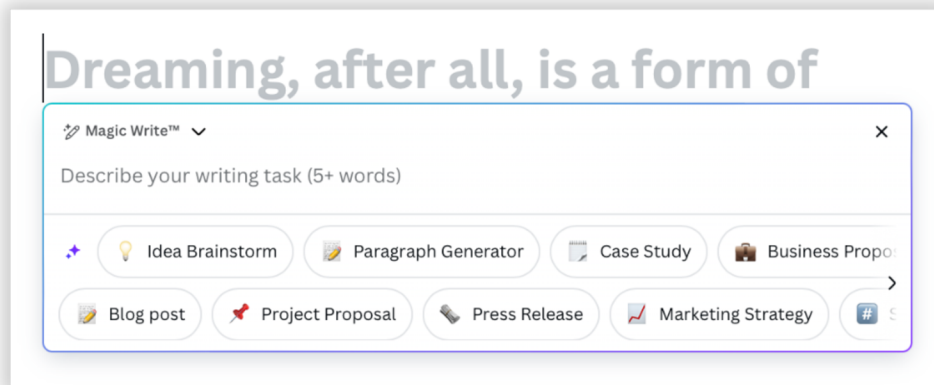 Dreaming, after all, is a form of
Magic Write™
Describe your writing task (5+ words)
Idea Brainstorm Paragraph Generator Case Study Business Propo
Blog post Project Proposal Press Release Marketing Strategy # S